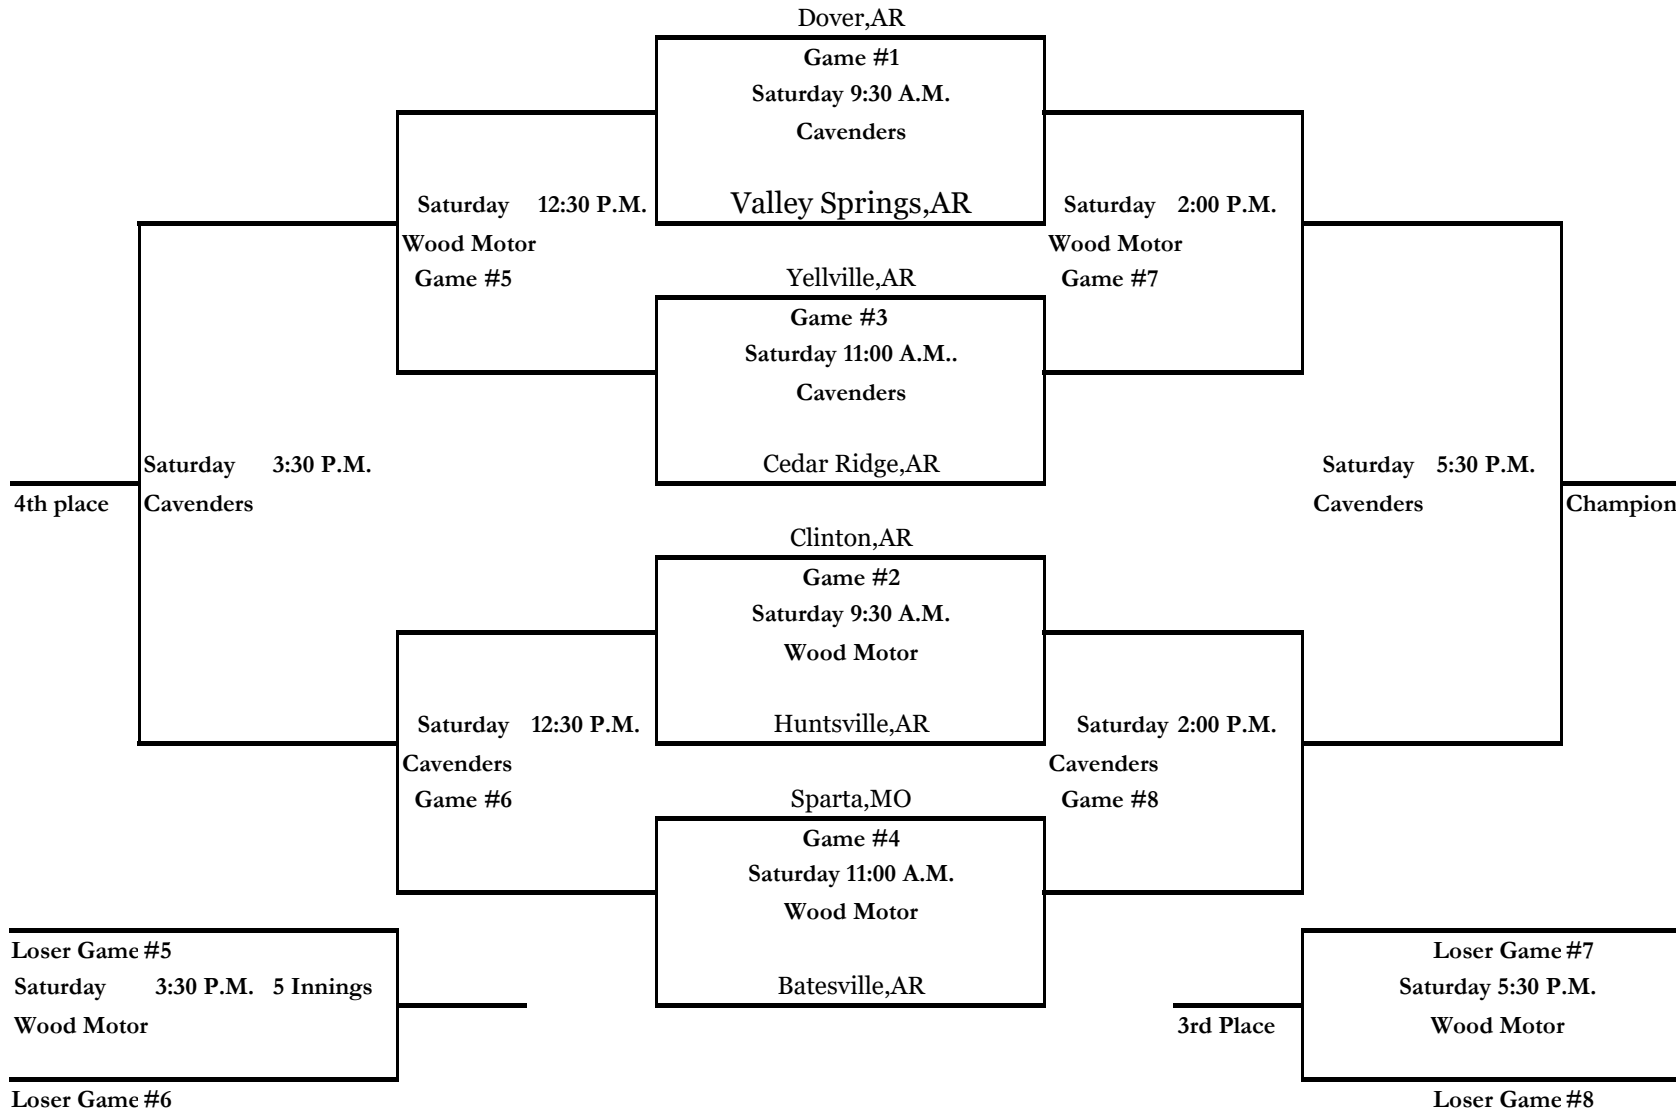 Dover,AR
Game #1
Saturday 9:30 A.M.
Cavenders
Saturday 12:30 P.M.
Valley Springs,AR
Saturday 2:00 P.M.
Wood Motor
Wood Motor
Game #5
Yellville,AR
Game #7
Game #3
Saturday 11:00 A.M..
Cavenders
Saturday 3:30 P.M.
Cedar Ridge,AR
Saturday 5:30 P.M.
4th place
Cavenders
Cavenders
Champion
Clinton,AR
Game #2
Saturday 9:30 A.M.
Wood Motor
Saturday 12:30 P.M.
Huntsville,AR
Saturday 2:00 P.M.
Cavenders
Cavenders
Game #6
Sparta,MO
Game #8
Game #4
Saturday 11:00 A.M.
Wood Motor
Loser Game #5
Loser Game #7
Saturday 3:30 P.M. 5 Innings
Batesville,AR
Saturday 5:30 P.M.
Wood Motor
3rd Place
Wood Motor
Loser Game #6
Loser Game #8